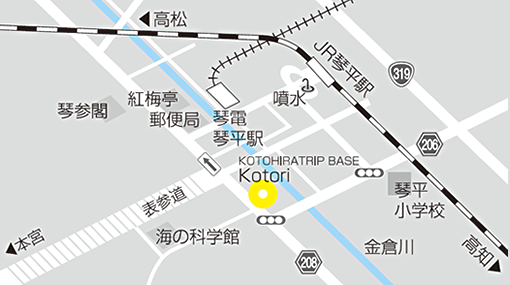 高松
JR琴平駅
319
琴参閣
紅梅亭
郵便局
噴水
琴電
琴平駅
206
KOTOHIRATRIP BASE
Kotori
表参道
琴平
小学校
本宮
海の科学館
208
金倉川
高知